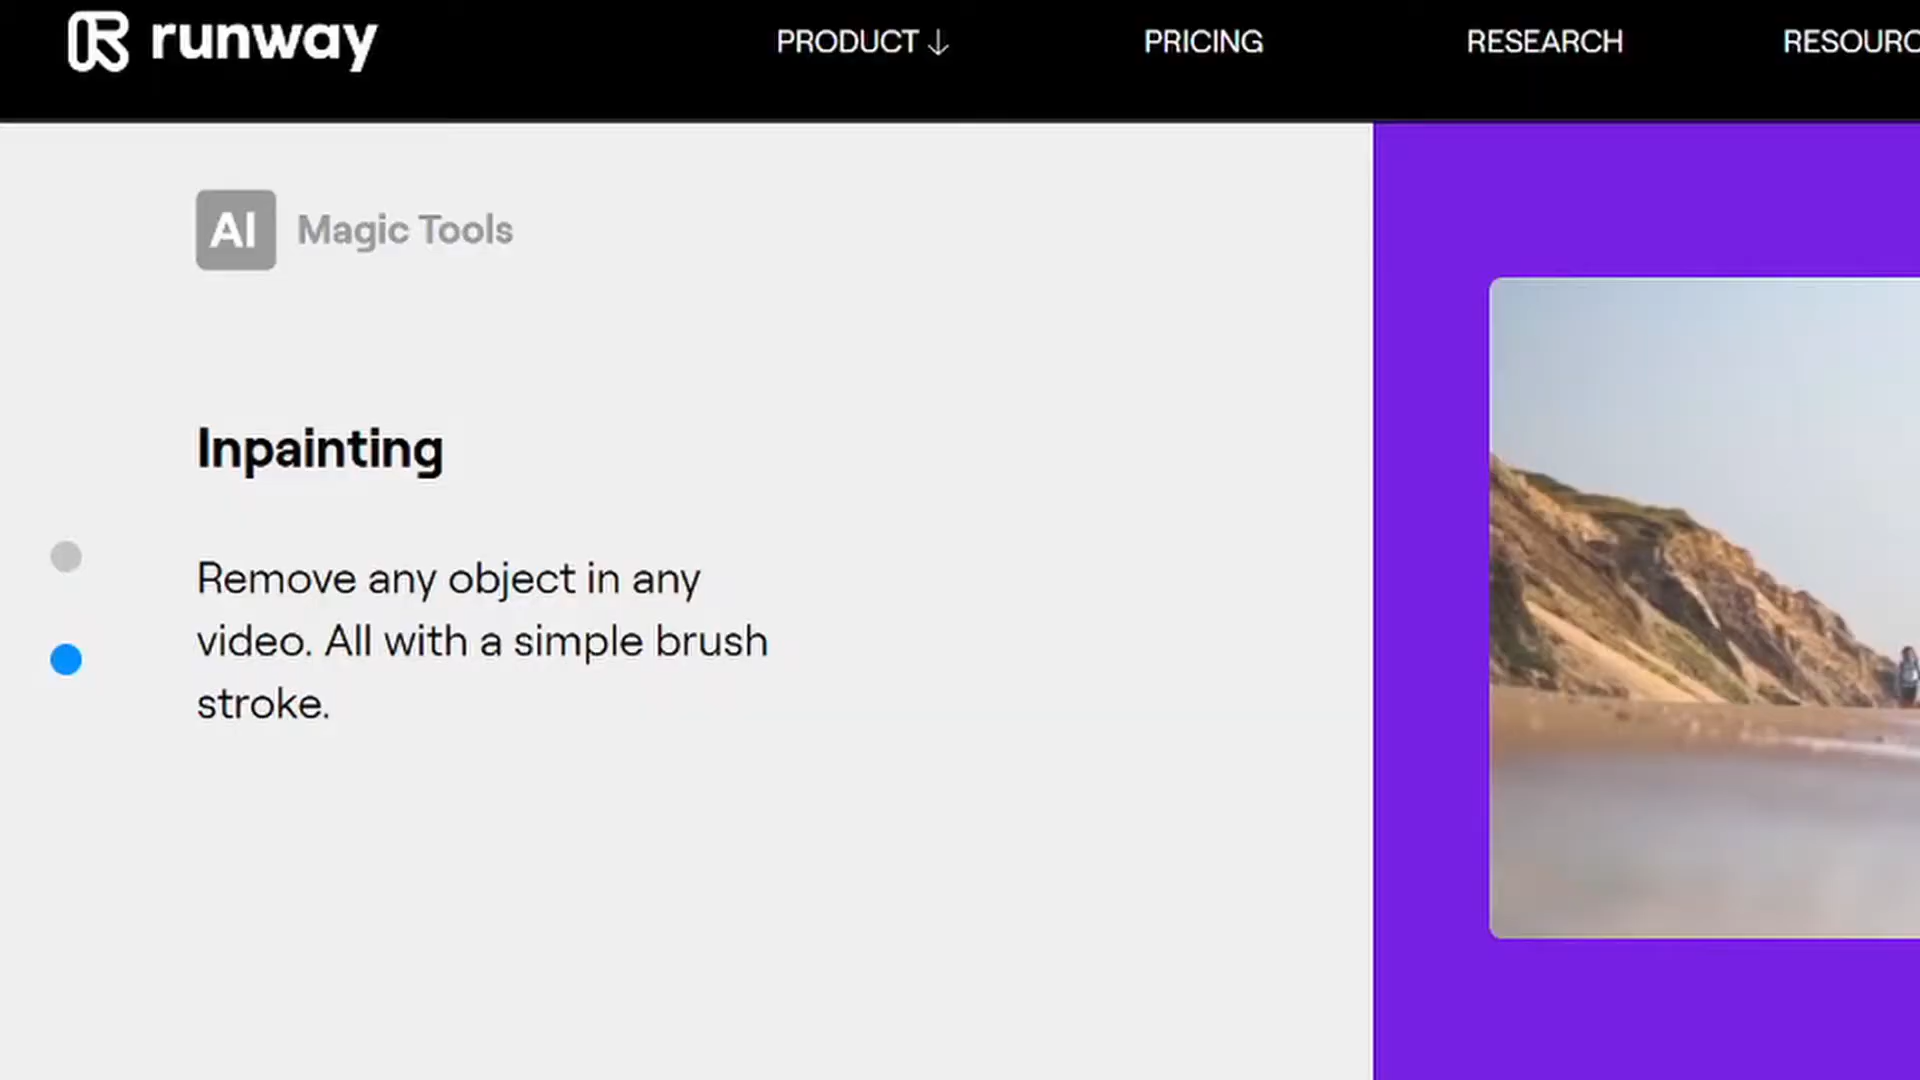 runway
PRODUCT ↓
PRICING
RESEARCH
AI Magic Tools
Inpainting
Remove any object in any
video. All with a simple brush
stroke.